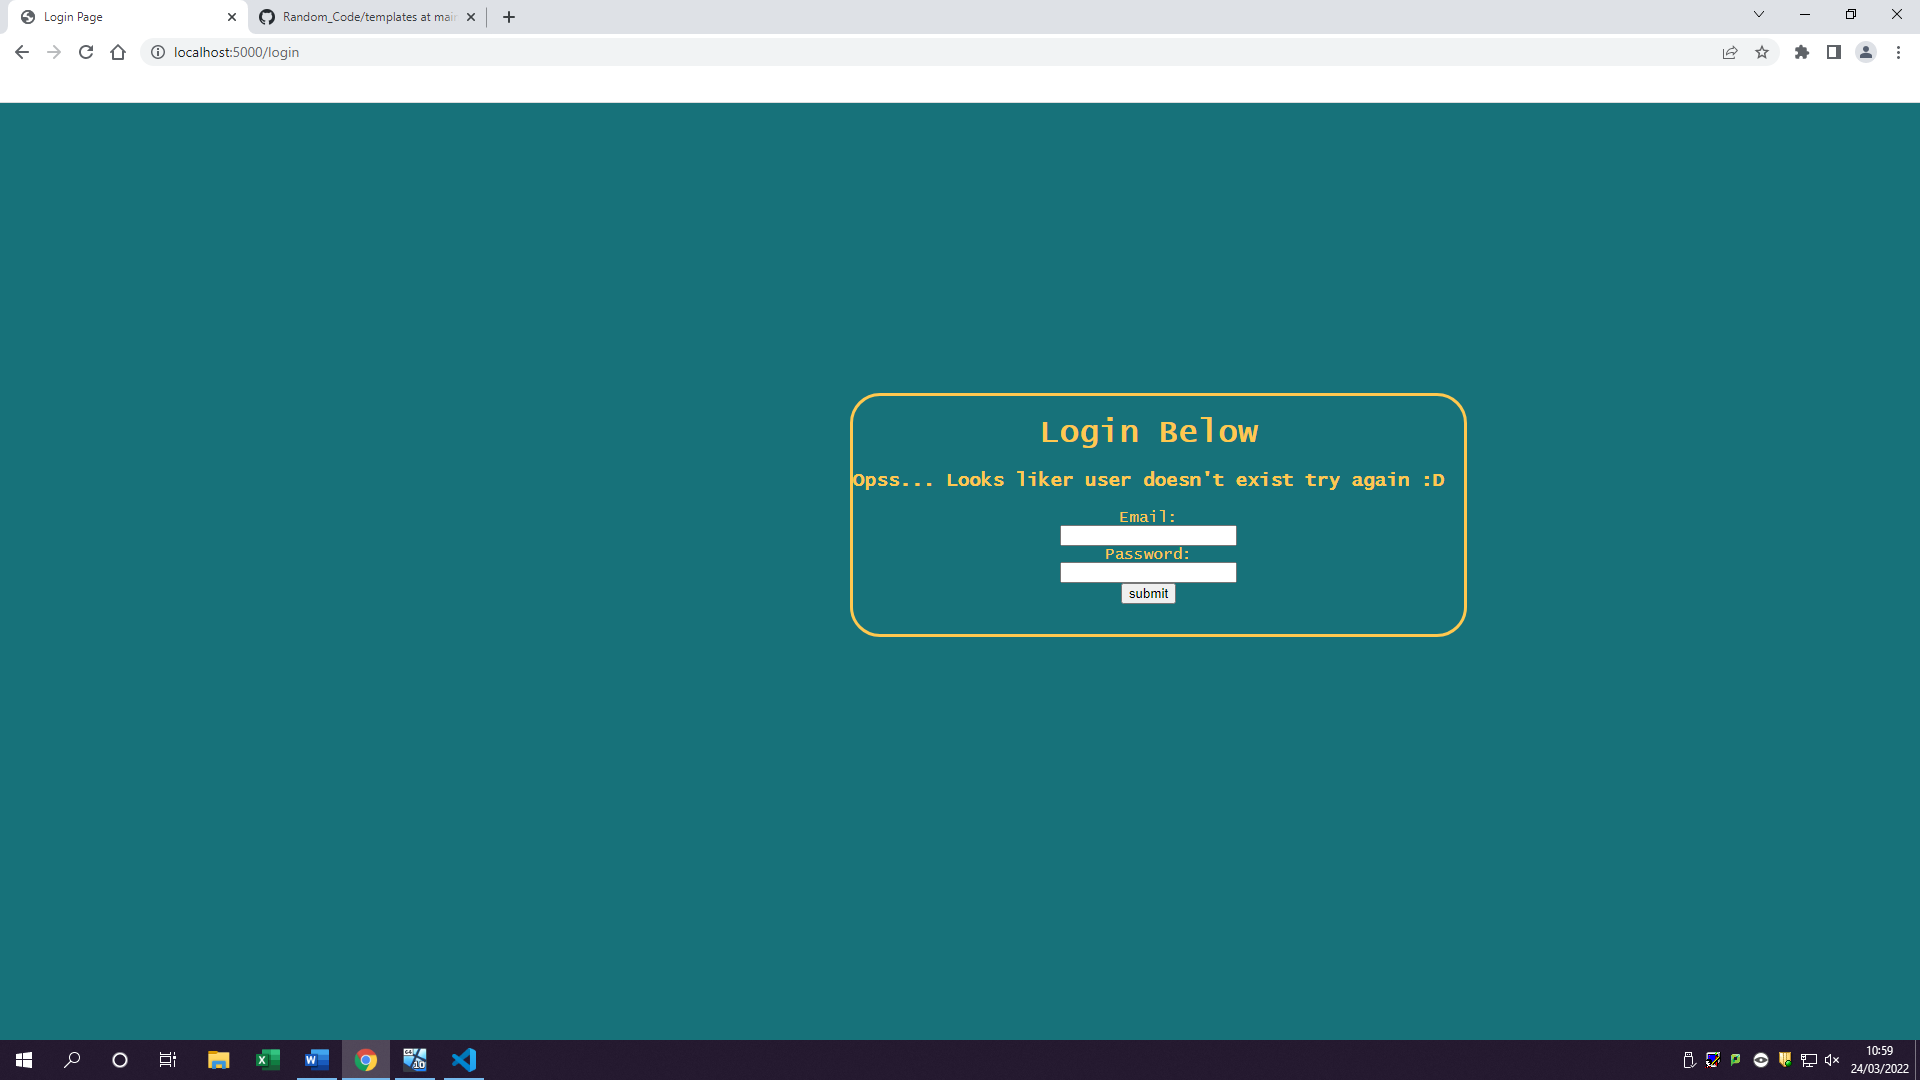 Login Page
Random_Code/templates at main
localhost:5000/login
Login Below
Opss... Looks liker user doesn't exist try again :D
Email:
Password:
submit
10:59
24/03/2022